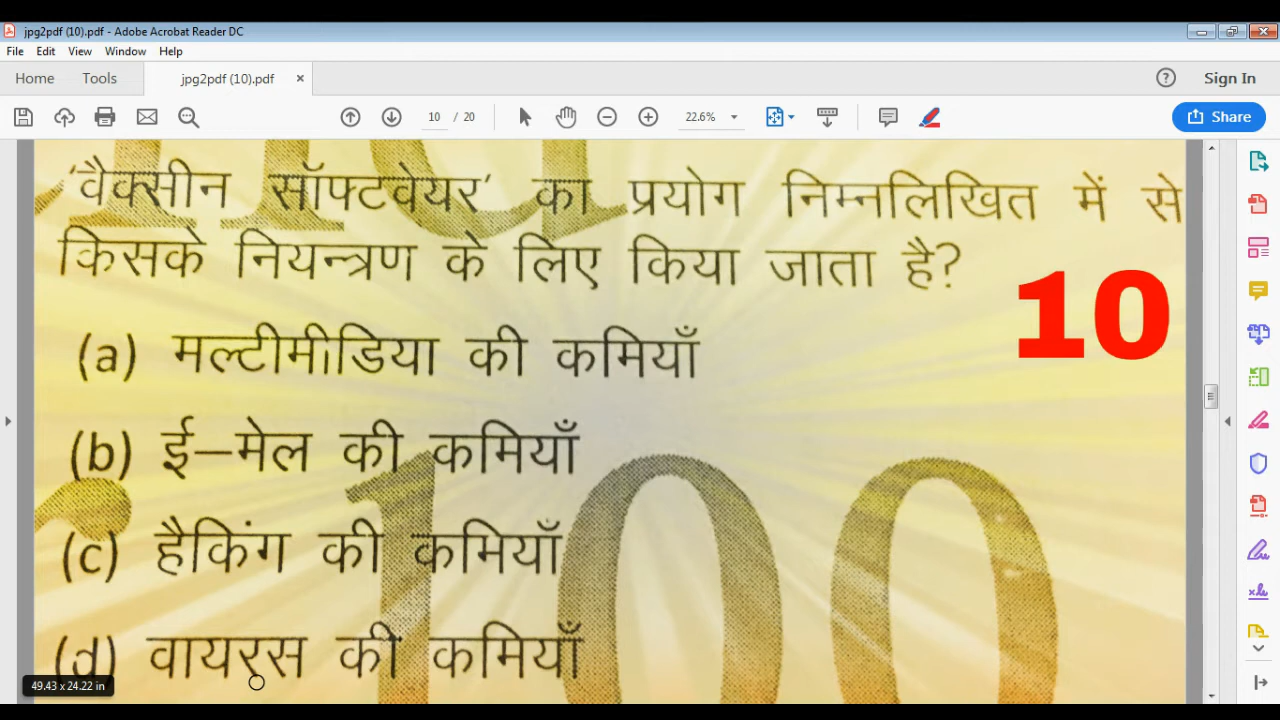 jpg2pdf (10).pdf - Adobe Acrobat Reader DC
File Edit View Window Help
Home Tools jpg2pdf (10).pdf × ? Sign In
10 / 20 22.6% Share
'वैक्सीन सॉफ्टवेयर' का प्रयोग निम्नलिखित में से
किसके नियन्त्रण के लिए किया जाता है?
10
(a) मल्टीमीडिया की कमियाँ
(b) ई–मेल की कमियाँ
(c) हैकिंग की कमियाँ
(d) वायरस की कमियाँ
100
49.43 x 24.22 in